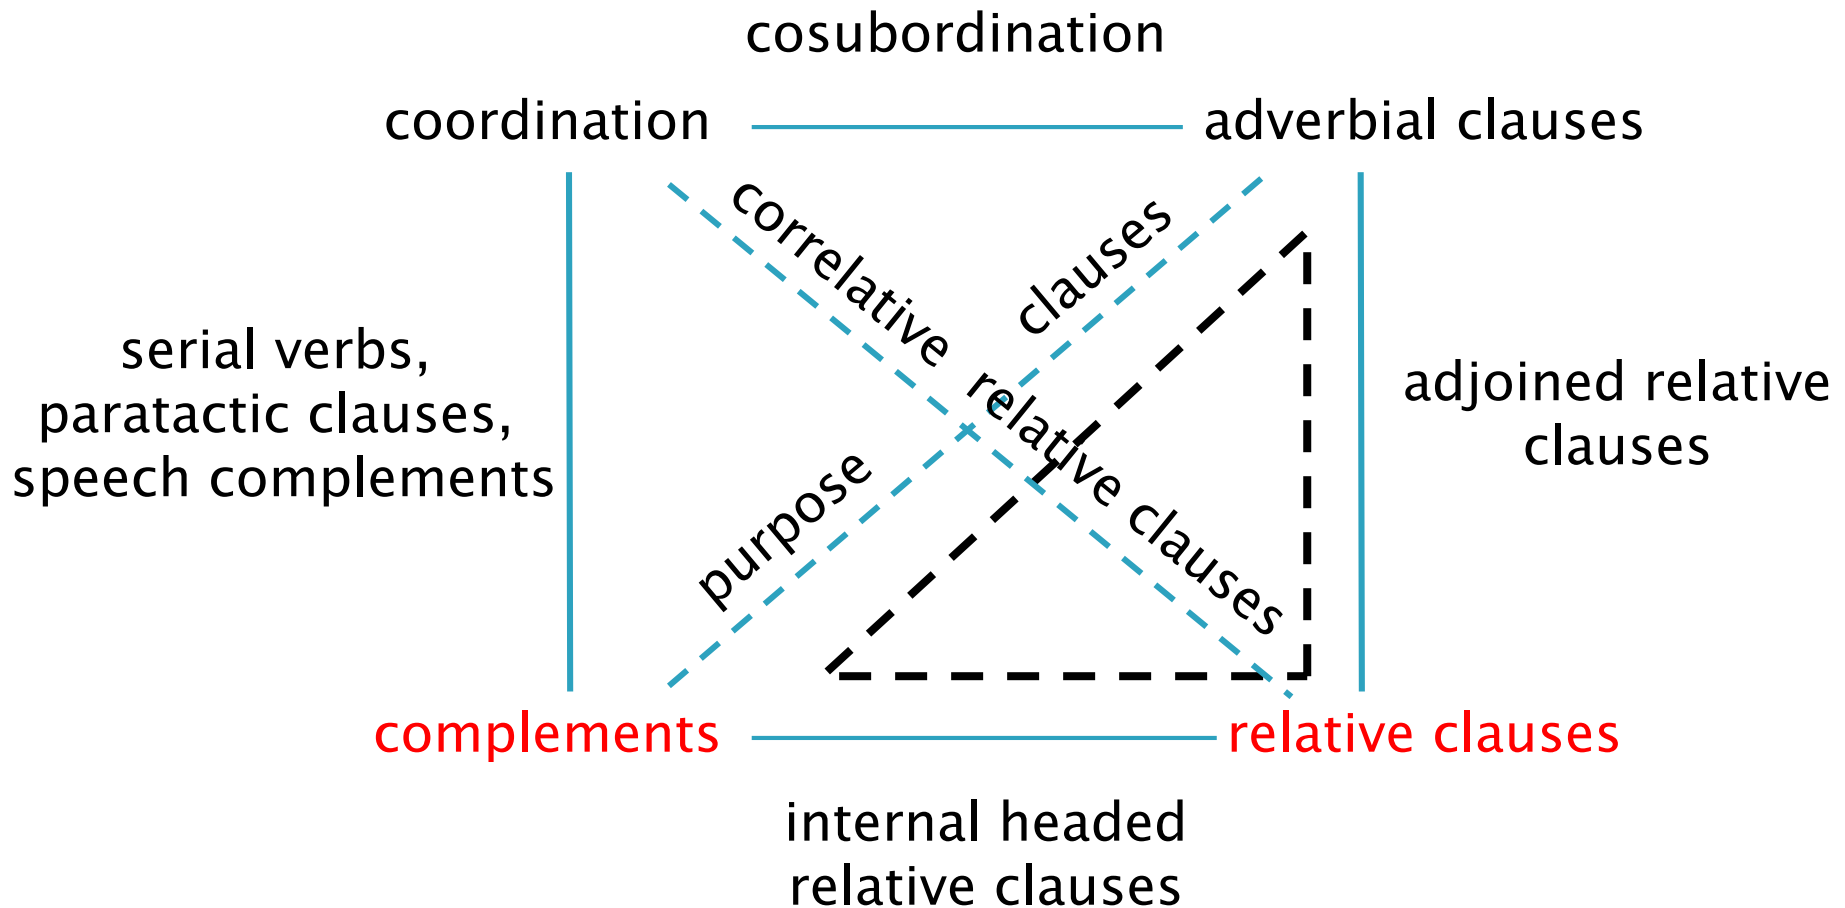 cosubordination
coordination
adverbial clauses
correlative relative clauses
purpose clauses
serial verbs,
paratactic clauses,
speech complements
adjoined relative
clauses
complements
relative clauses
internal headed
relative clauses